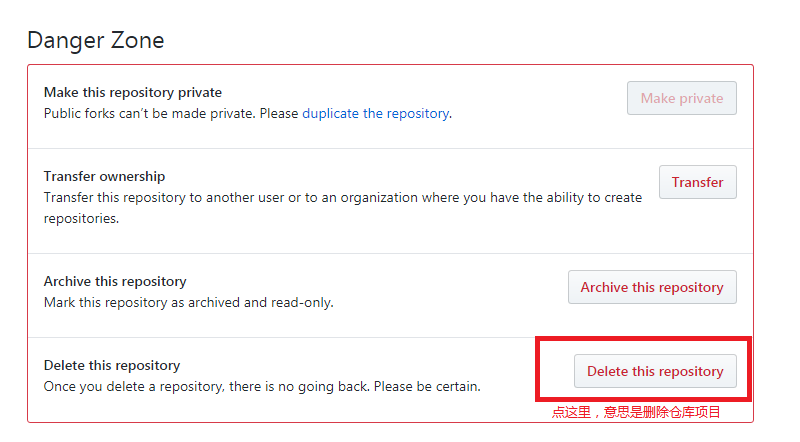 Danger Zone
Make this repository private
Public forks can't be made private. Please duplicate the repository.
Make private
Transfer ownership
Transfer this repository to another user or to an organization where you have the ability to create
repositories.
Transfer
Archive this repository
Mark this repository as archived and read-only.
Archive this repository
Delete this repository
Once you delete a repository, there is no going back. Please be certain.
Delete this repository
点这里，意思是删除仓库项目